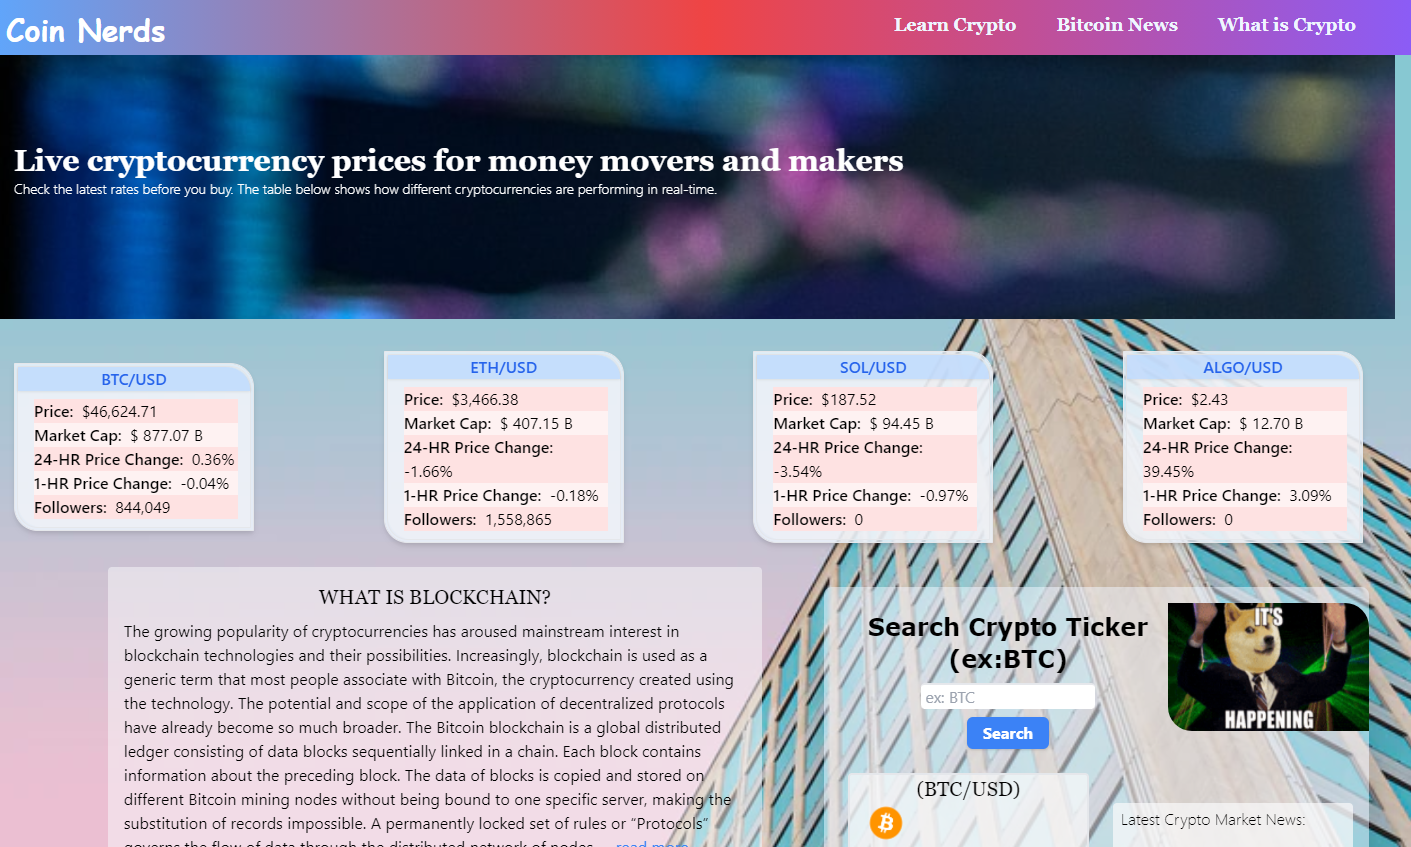 Coin Nerds
Learn Crypto
Bitcoin News
What is Crypto
Live cryptocurrency prices for money movers and makers
Check the latest rates before you buy. The table below shows how different cryptocurrencies are performing in real-time.
BTC/USD
Price: $46,624.71
Market Cap: $ 877.07 B
24-HR Price Change: 0.36%
1-HR Price Change: -0.04%
Followers: 844,049
ETH/USD
Price: $3,466.38
Market Cap: $ 407.15 B
24-HR Price Change:
-1.66%
1-HR Price Change: -0.18%
Followers: 1,558,865
SOL/USD
Price: $187.52
Market Cap: $ 94.45 B
24-HR Price Change:
-3.54%
1-HR Price Change: -0.97%
Followers: 0
ALGO/USD
Price: $2.43
Market Cap: $ 12.70 B
24-HR Price Change:
39.45%
1-HR Price Change: 3.09%
Followers: 0
WHAT IS BLOCKCHAIN?
The growing popularity of cryptocurrencies has aroused mainstream interest in
blockchain technologies and their possibilities. Increasingly, blockchain is used as a
generic term that most people associate with Bitcoin, the cryptocurrency created using
the technology. The potential and scope of the application of decentralized protocols
have already become so much broader. The Bitcoin blockchain is a global distributed
ledger consisting of data blocks sequentially linked in a chain. Each block contains
information about the preceding block. The data of blocks is copied and stored on
different Bitcoin mining nodes without being bound to one specific server, making the
substitution of records impossible. A permanently locked set of rules or “Protocols”
governs the flow of data through the distributed network of nodes ... read more
Search Crypto Ticker
(ex:BTC)
ex: BTC
Search
IT'S
HAPPENING
(BTC/USD)
Latest Crypto Market News: